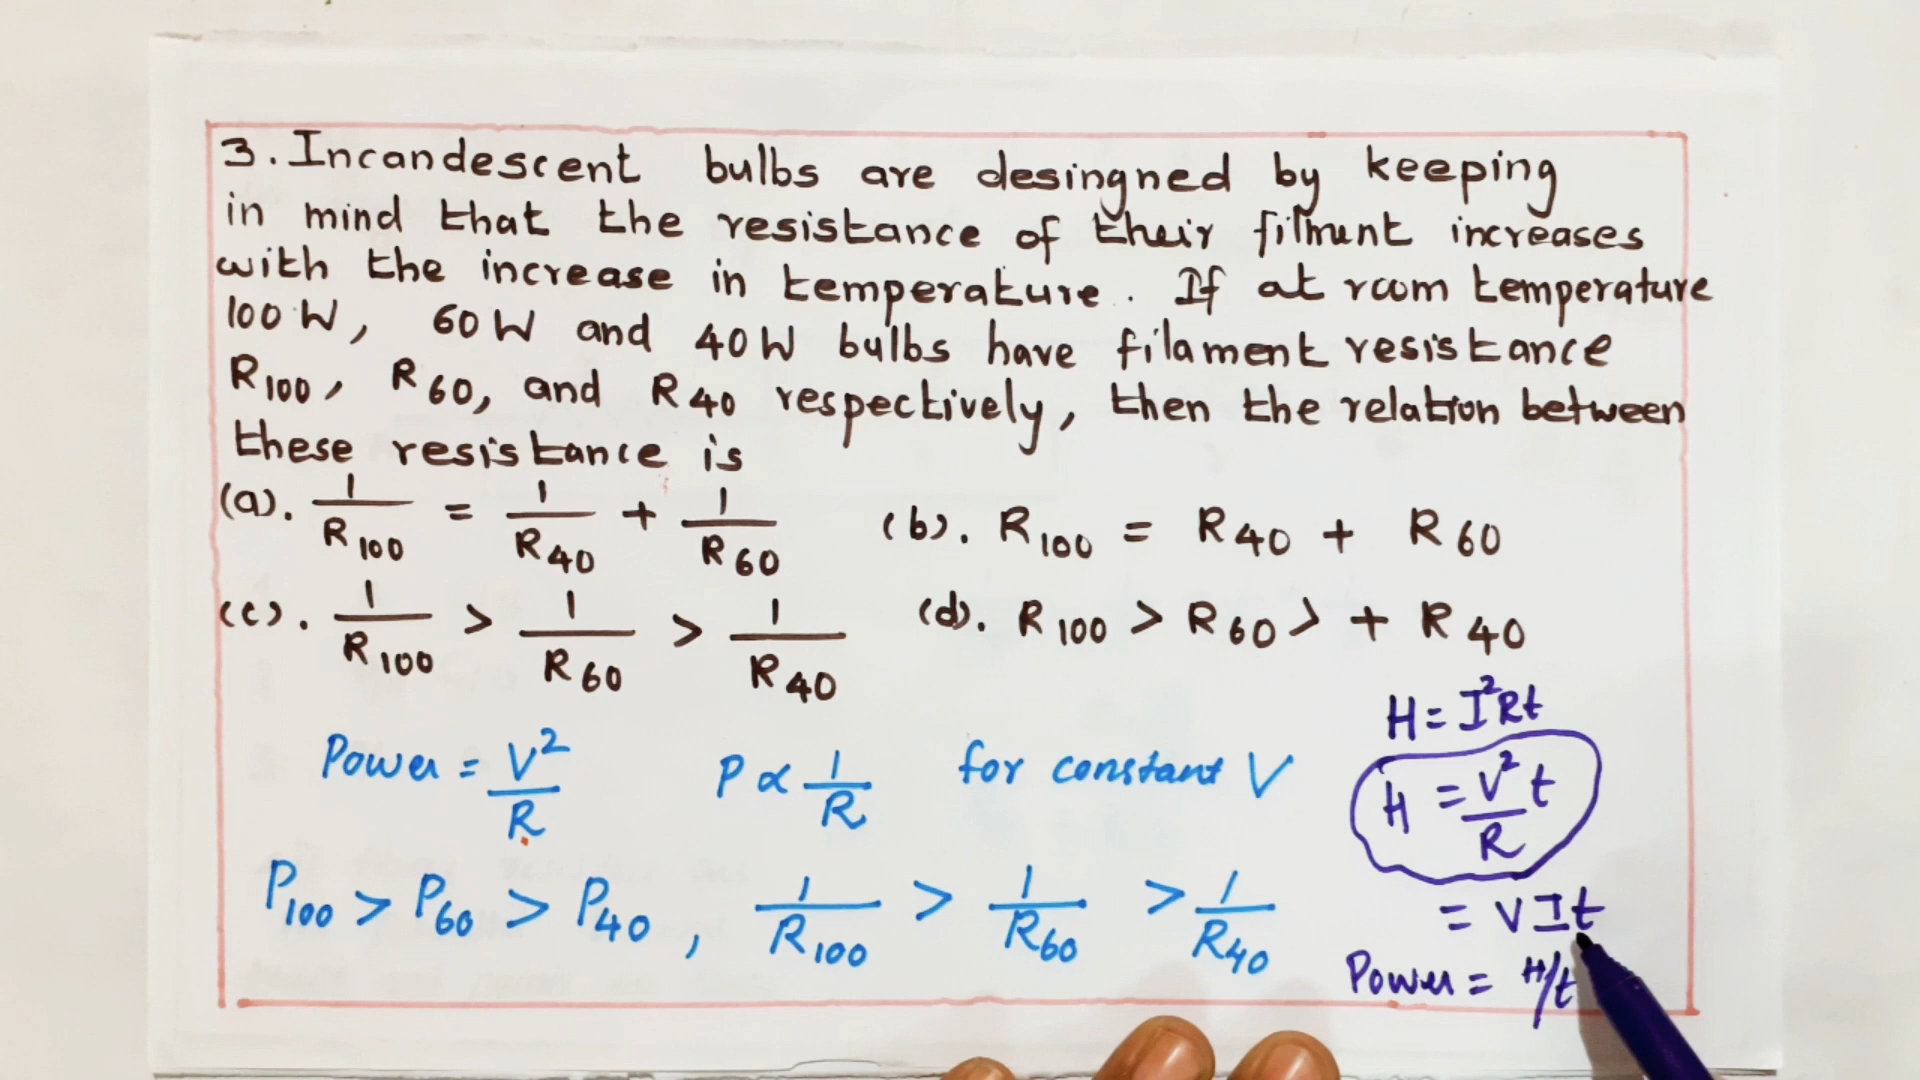 3. Incandescent bulbs are desingned by keeping
in mind that the resistance of their filment increases
with the increase in temperature. If at room temperature
100 W, 60 W and 40 W bulbs have filament resistance
R100, R60, and R40 respectively, then the relation between
these resistance is
(a). 1/R100 = 1/R40 + 1/R60 (b). R100 = R40 + R60
(c). 1/R100 > 1/R60 > 1/R40 (d). R100 > R60 > + R40
H = I²Rt
Power = V²/R P ∝ 1/R for constant V
H = V²/R t
P100 > P60 > P40, 1/R100 > 1/R60 > 1/R40
= VIt
Power = H/t